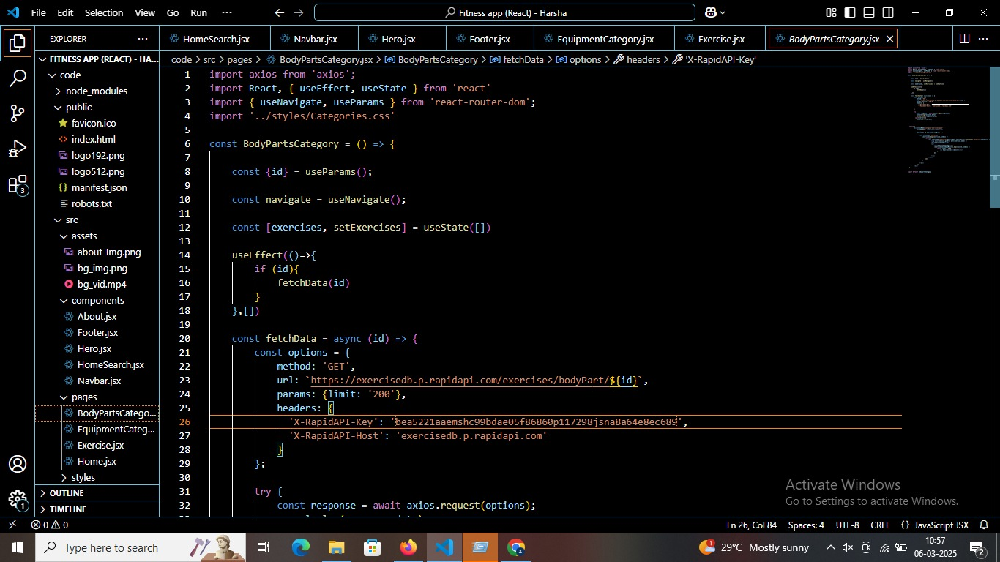 File Edit Selection View Go Run ··· Fitness app (React) - Harsha
EXPLORER ···
FITNESS APP (REACT) - HA...
code
node_modules
public
favicon.ico
index.html
logo192.png
logo512.png
manifest.json
robots.txt
src
assets
about-Img.png
bg_img.png
bg_vid.mp4
components
About.jsx
Footer.jsx
Hero.jsx
HomeSearch.jsx
Navbar.jsx
pages
BodyPartsCatego...
EquipmentCateg...
Exercise.jsx
Home.jsx
styles
OUTLINE
TIMELINE
3
1
HomeSearch.jsx Navbar.jsx Hero.jsx Footer.jsx EquipmentCategory.jsx Exercise.jsx BodyPartsCategory.jsx ···
code > src > pages > BodyPartsCategory.jsx > BodyPartsCategory > fetchData > options > headers > 'X-RapidAPI-Key'
1 import axios from 'axios';
2 import React, { useEffect, useState } from 'react'
3 import { useNavigate, useParams } from 'react-router-dom';
4 import '../styles/Categories.css'
5
6 const BodyPartsCategory = () => {
7
8 const {id} = useParams();
9
10 const navigate = useNavigate();
11
12 const [exercises, setExercises] = useState([])
13
14 useEffect(()=>{
15 if (id){
16 fetchData(id)
17 }
18 },[])
19
20 const fetchData = async (id) => {
21 const options = {
22 method: 'GET',
23 url: `https://exercisedb.p.rapidapi.com/exercises/bodyPart/${id}`,
24 params: {limit: '200'},
25 headers: {
26 'X-RapidAPI-Key': 'bea5221aaemshc99bdae05f86860p117298jsna8a64e8ec689',
27 'X-RapidAPI-Host': 'exercisedb.p.rapidapi.com'
28 }
29 };
30
31 try {
32 const response = await axios.request(options);
Activate Windows
Go to Settings to activate Windows.
0 0 Ln 26, Col 84 Spaces: 4 UTF-8 CRLF {} JavaScript JSX
Type here to search
29°C Mostly sunny
10:57
06-03-2025
2